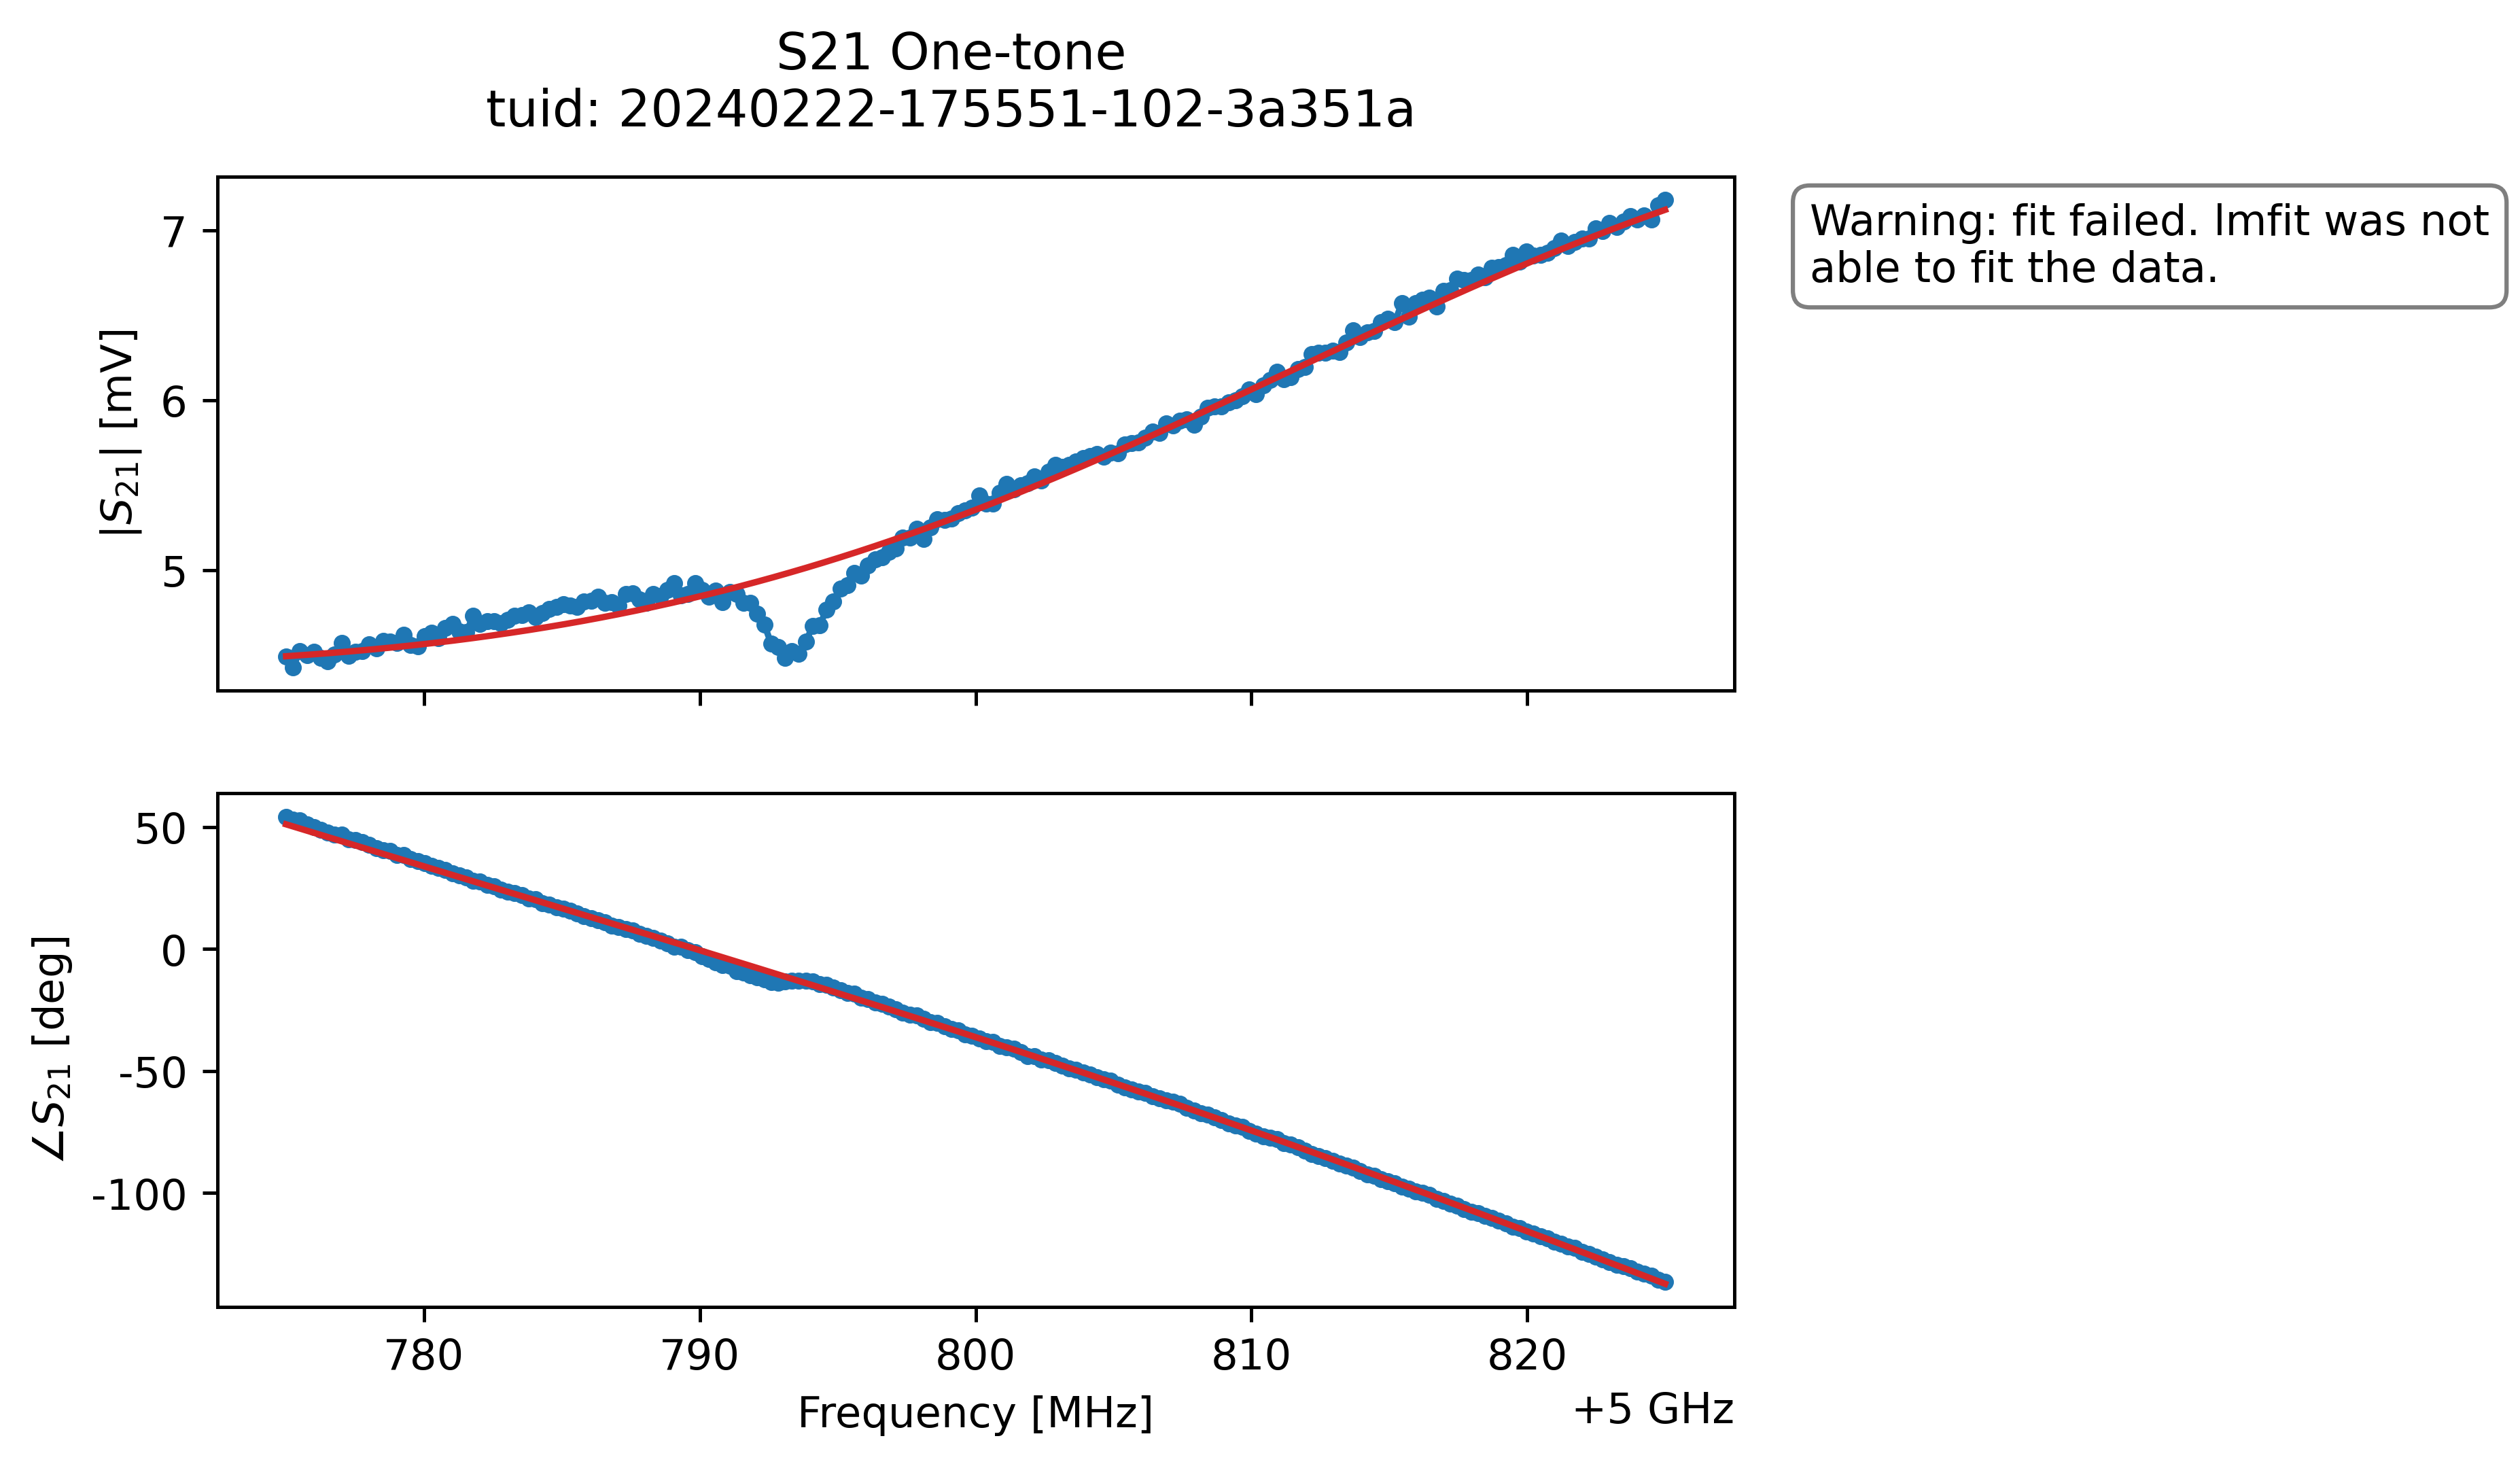 S21 One-tone
tuid: 20240222-175551-102-3a351a
Warning: fit failed. lmfit was not
able to fit the data.
|S21| [mV]
7
6
5
∠S21 [deg]
50
0
-50
-100
780 790 800 810 820
Frequency [MHz]
+5 GHz